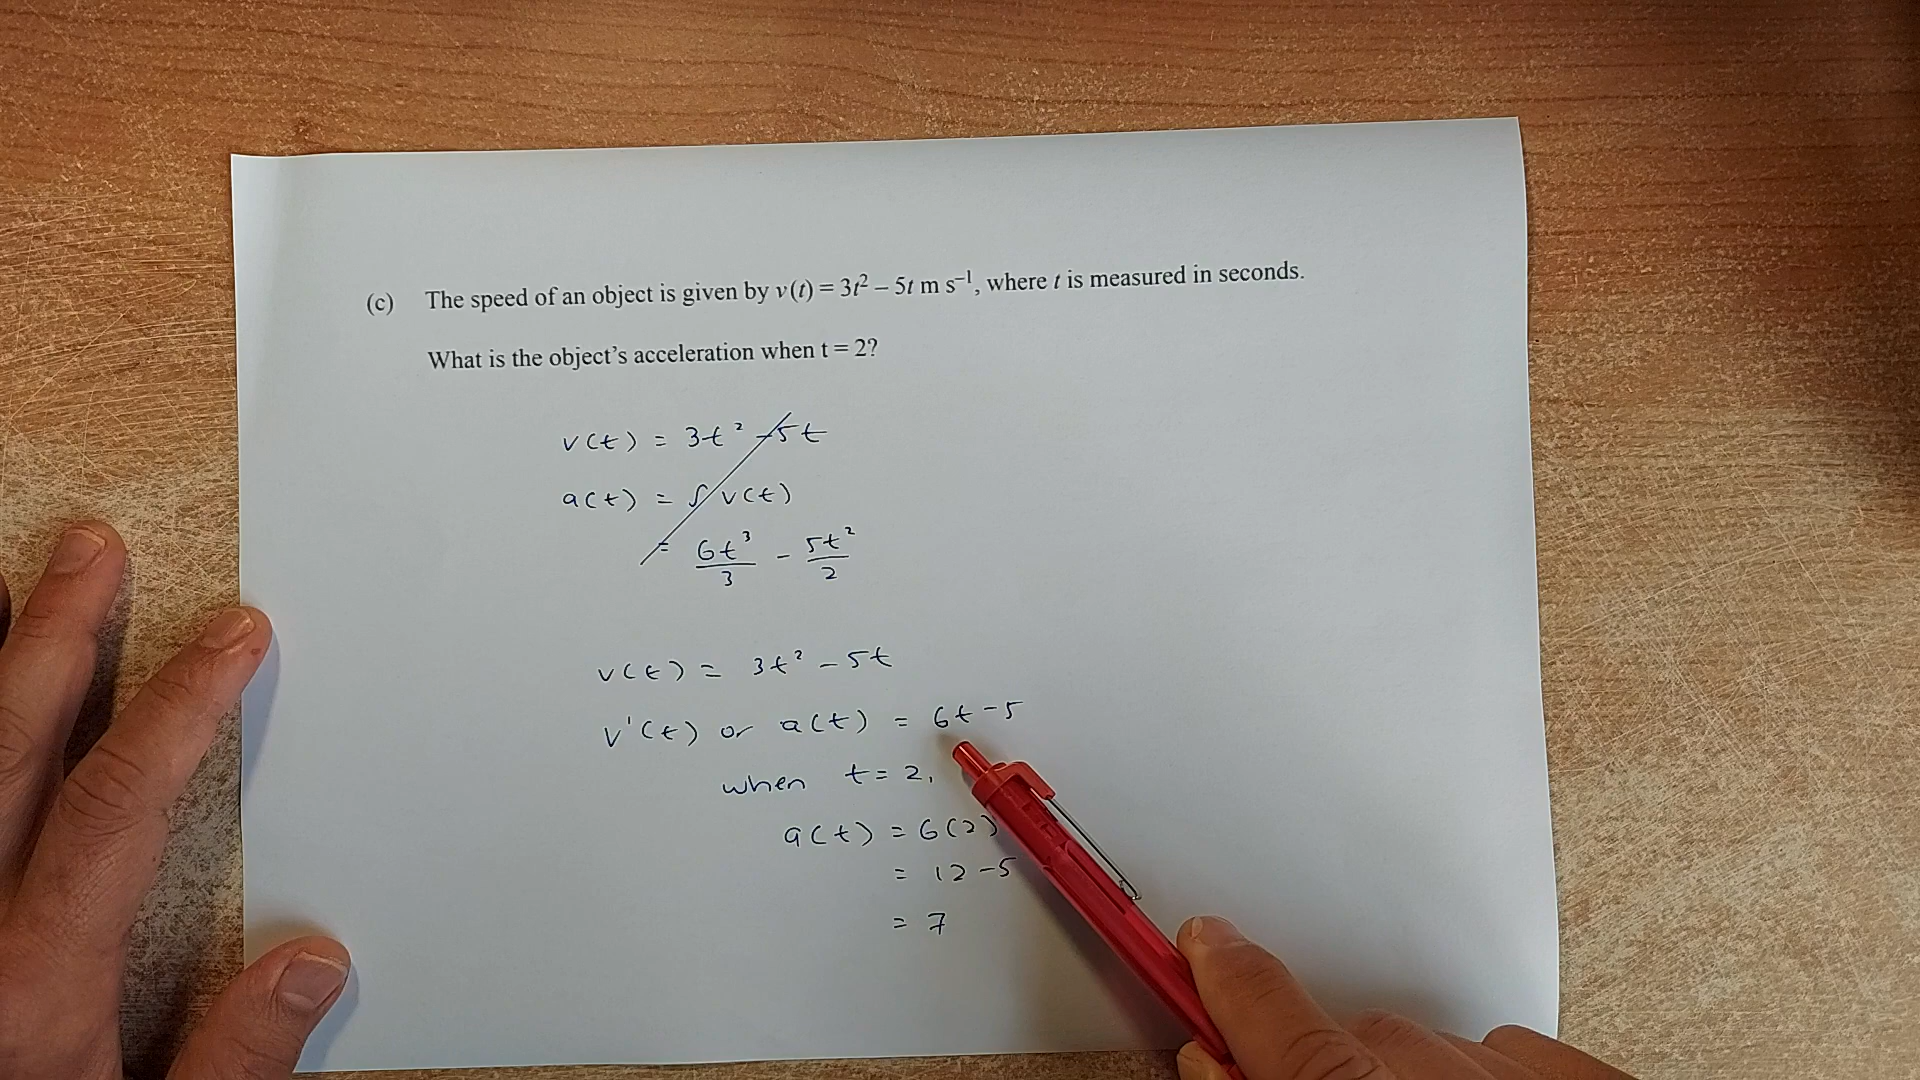 (c) The speed of an object is given by v(t) = 3t² – 5t m s⁻¹, where t is measured in seconds.
What is the object's acceleration when t = 2?
v(t) = 3t² – 5t
a(t) = ∫ v(t)
= 6t³/3 – 5t²/2
v(t) = 3t² – 5t
v'(t) or a(t) = 6t – 5
when t = 2,
a(t) = 6(2)
= 12 – 5
= 7